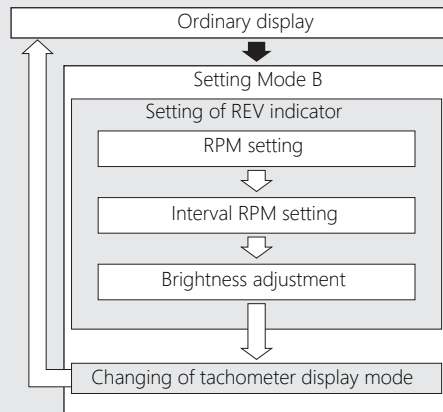 Ordinary display
Setting Mode B
Setting of REV indicator
RPM setting
Interval RPM setting
Brightness adjustment
Changing of tachometer display mode